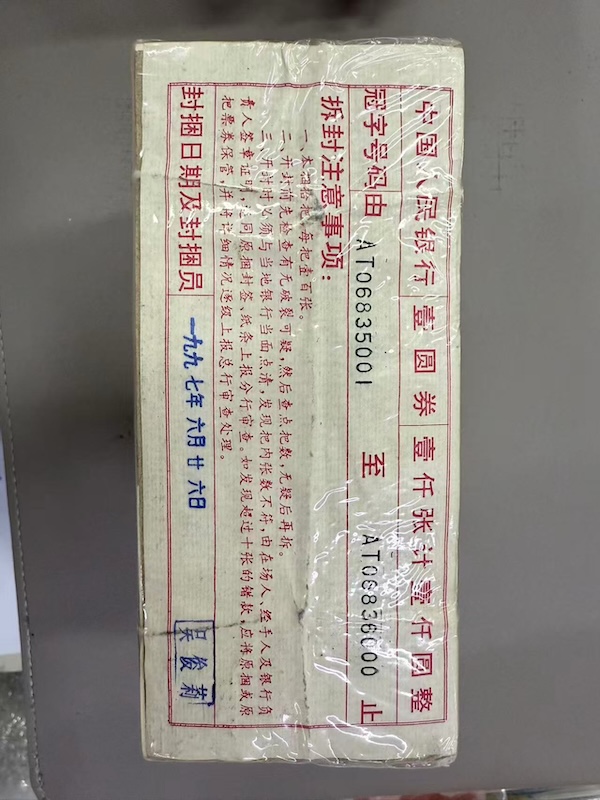 中国人民银行 壹圆券 壹仟张计壹仟圆整
冠字号码由 AT06835001 至 AT06836000 止
拆封注意事项：
一、本捆拾把，每把壹百张。
二、开封前先检查有无破裂可疑，然后查点把数，无疑后再拆。
三、开封时必须与当地银行当面点清，发现把内张数不符，由在场人、经手人及银行负
责人签章证明，连同原捆封签、纸条上报分行审查。如发现超过十张的错款，应将原捆或原
把票券保管，并将详细情况逐级上报总行审查处理。
封捆日期及封捆员 一九九七年六月廿六日 吴俊莉